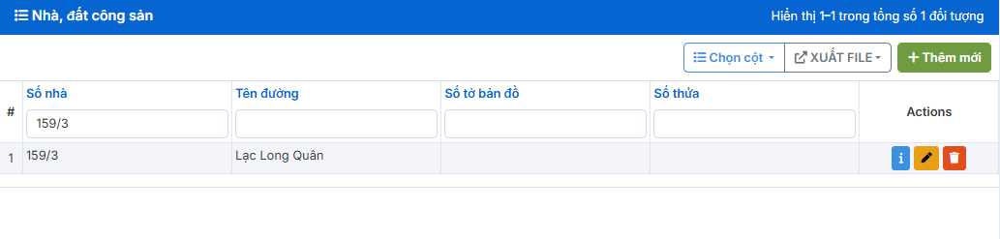 Nhà, đất công sản
Hiển thị 1–1 trong tổng số 1 đối tượng
Chọn cột
XUẤT FILE
Thêm mới
# Số nhà Tên đường Số tờ bản đồ Số thửa Actions
159/3
1 159/3 Lạc Long Quân